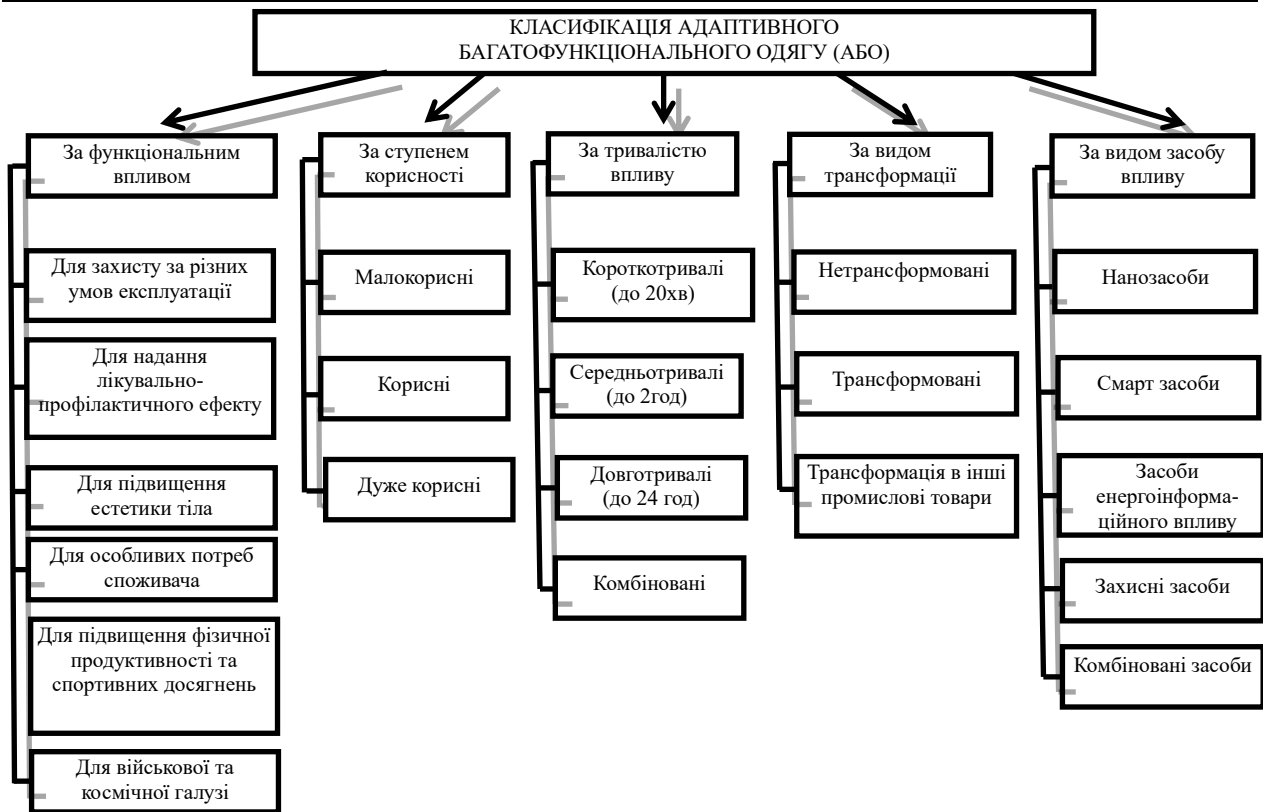 КЛАСИФІКАЦІЯ АДАПТИВНОГО
БАГАТОФУНКЦІОНАЛЬНОГО ОДЯГУ (АБО)
За функціональним
впливом
Для захисту за різних
умов експлуатації
Для надання
лікувально-
профілактичного ефекту
Для підвищення
естетики тіла
Для особливих потреб
споживача
Для підвищення фізичної
продуктивності та
спортивних досягнень
Для військової та
космічної галузі
За ступенем
корисності
Малокорисні
Корисні
Дуже корисні
За тривалістю
впливу
Короткотривалі
(до 20хв)
Середньотривалі
(до 2год)
Довготривалі
(до 24 год)
Комбіновані
За видом
трансформації
Нетрансформовані
Трансформовані
Трансформація в інші
промислові товари
За видом засобу
впливу
Нанозасоби
Смарт засоби
Засоби
енергоінформа-
ційного впливу
Захисні засоби
Комбіновані засоби